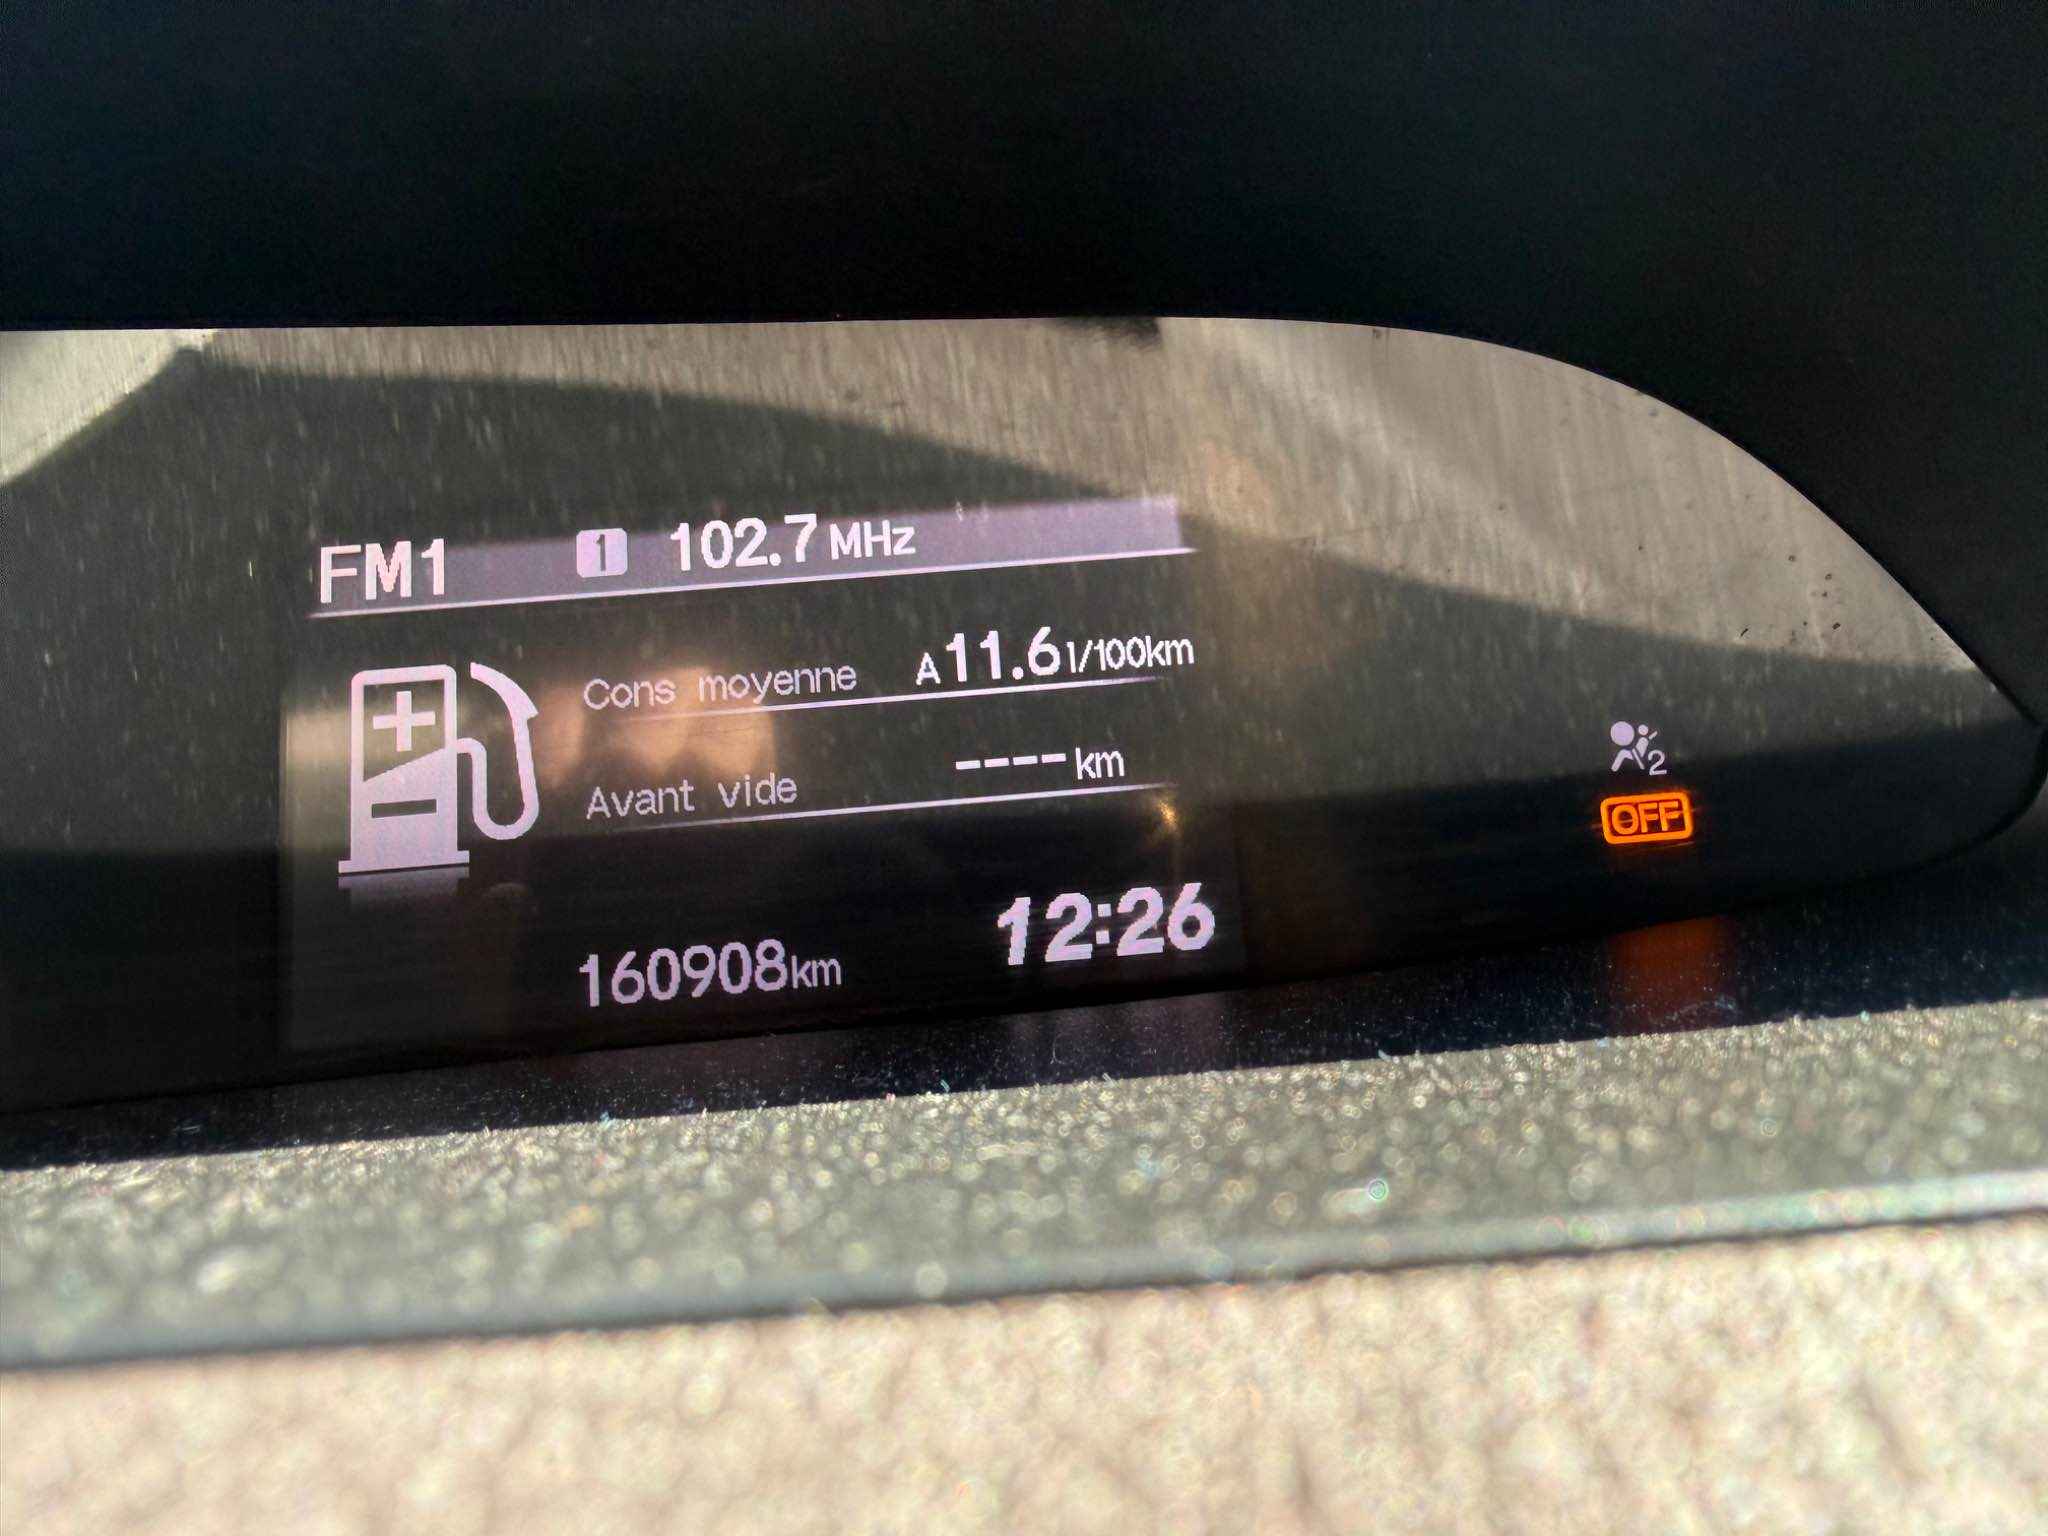 FM1 1 102.7 MHz
Cons moyenne A 11.6 l/100km
Avant vide ---- km
2
OFF
160908 km 12:26